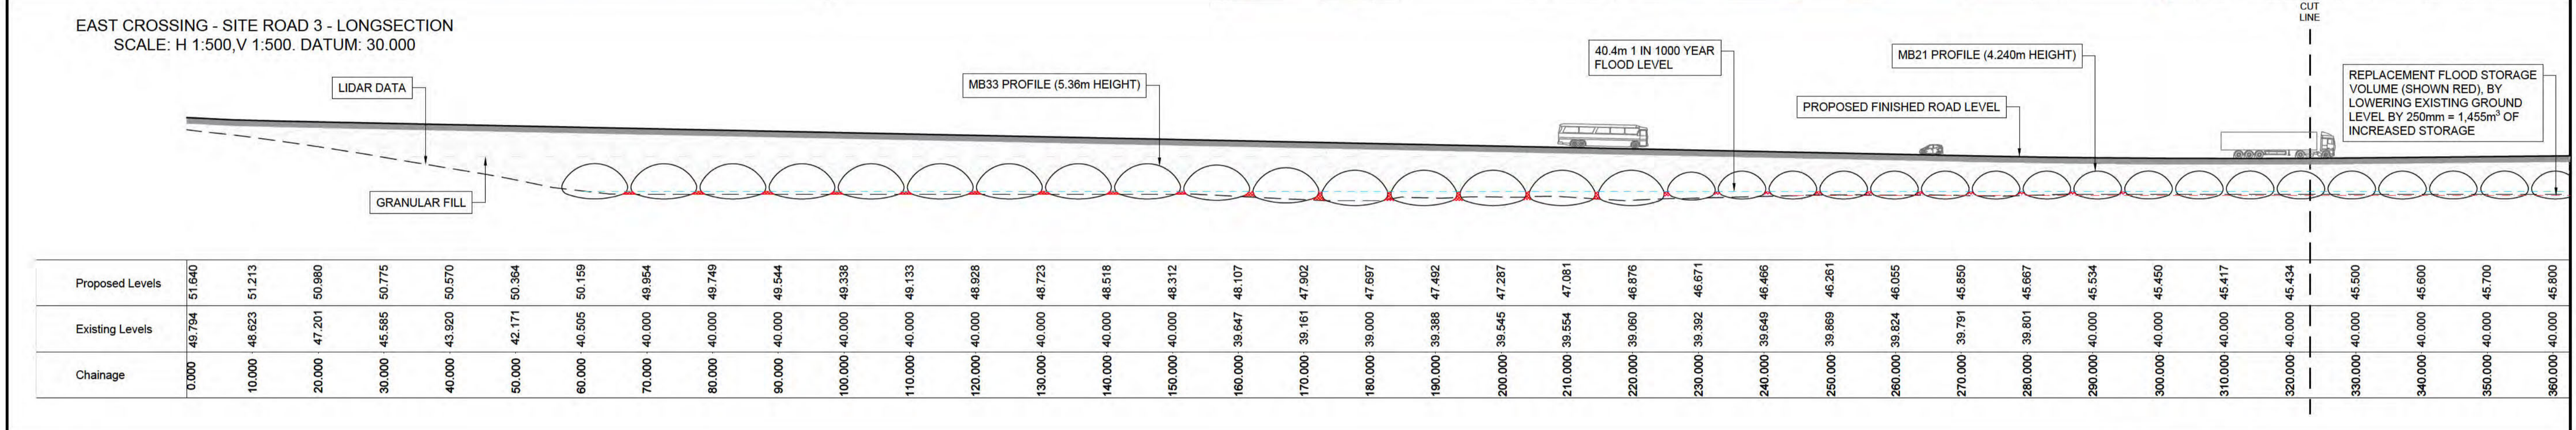 CUT
LINE
EAST CROSSING - SITE ROAD 3 - LONGSECTION
SCALE: H 1:500,V 1:500. DATUM: 30.000
40.4m 1 IN 1000 YEAR
FLOOD LEVEL
MB21 PROFILE (4.240m HEIGHT)
LIDAR DATA
MB33 PROFILE (5.36m HEIGHT)
PROPOSED FINISHED ROAD LEVEL
REPLACEMENT FLOOD STORAGE
VOLUME (SHOWN RED), BY
LOWERING EXISTING GROUND
LEVEL BY 250mm = 1,455m³ OF
INCREASED STORAGE
GRANULAR FILL
Proposed Levels 51.640 51.213 50.980 50.775 50.570 50.364 50.159 49.954 49.749 49.544 49.338 49.133 48.928 48.723 48.518 48.312 48.107 47.902 47.697 47.492 47.287 47.081 46.876 46.671 46.466 46.261 46.055 45.850 45.667 45.534 45.450 45.417 45.434 45.500 45.600 45.700 45.800
Existing Levels 49.794 48.623 47.201 45.585 43.920 42.171 40.505 40.000 40.000 40.000 40.000 40.000 40.000 40.000 40.000 40.000 39.647 39.161 39.000 39.388 39.545 39.554 39.060 39.392 39.649 39.869 39.824 39.791 39.801 40.000 40.000 40.000 40.000 40.000 40.000 40.000 40.000
Chainage 0.000 10.000 20.000 30.000 40.000 50.000 60.000 70.000 80.000 90.000 100.000 110.000 120.000 130.000 140.000 150.000 160.000 170.000 180.000 190.000 200.000 210.000 220.000 230.000 240.000 250.000 260.000 270.000 280.000 290.000 300.000 310.000 320.000 330.000 340.000 350.000 360.000